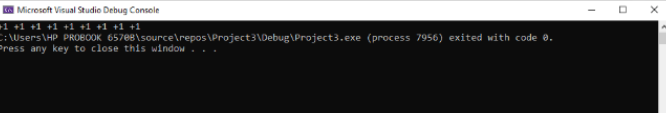 Microsoft Visual Studio Debug Console
+1 +1 +1 +1 +1 +1 +1 +1 +1
C:\Users\HP PROBOOK 6570B\source\repos\Project3\Debug\Project3.exe (process 7956) exited with code 0.
Press any key to close this window . . .